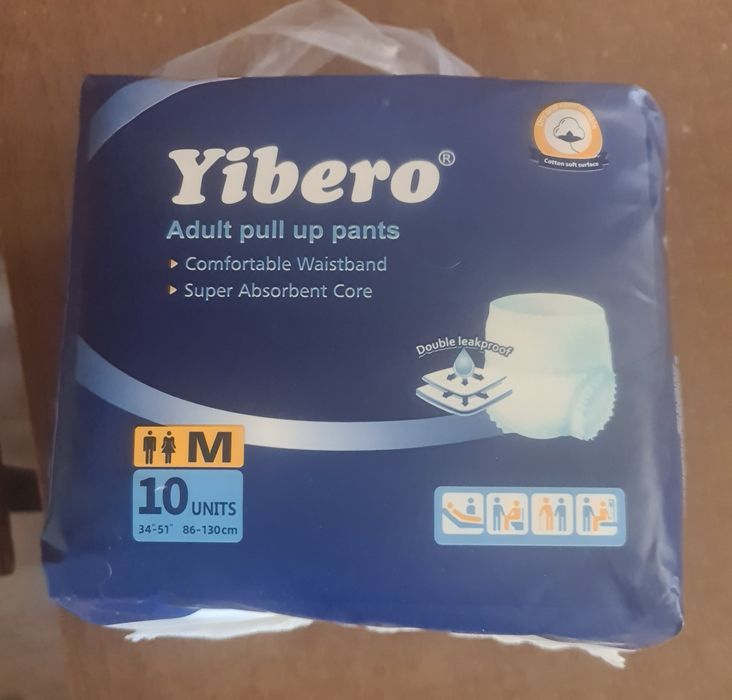 Yibero®
Adult pull up pants
Comfortable Waistband
Super Absorbent Core
Cotton soft surface
Double leakproof
M
10 UNITS
34"-51" 86-130cm